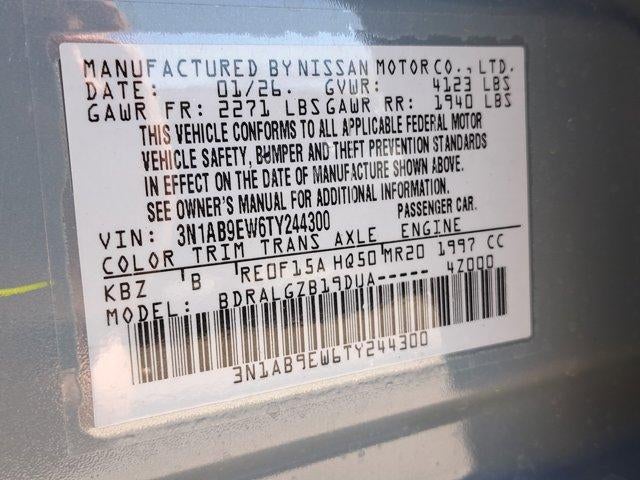 MANUFACTURED BY NISSAN MOTOR CO., LTD.
DATE: 01/26. GVWR: 4123 LBS
GAWR FR: 2271 LBS GAWR RR: 1940 LBS
THIS VEHICLE CONFORMS TO ALL APPLICABLE FEDERAL MOTOR
VEHICLE SAFETY, BUMPER AND THEFT PREVENTION STANDARDS
IN EFFECT ON THE DATE OF MANUFACTURE SHOWN ABOVE.
SEE OWNER'S MANUAL FOR ADDITIONAL INFORMATION.
VIN: 3N1AB9EW6TY244300 PASSENGER CAR.
COLOR TRIM TRANS AXLE ENGINE
KBZ B RE0F15A HQ50 MR20 1997 CC
MODEL: BDRALGZB19DUA----- 4Z000
3N1AB9EW6TY244300